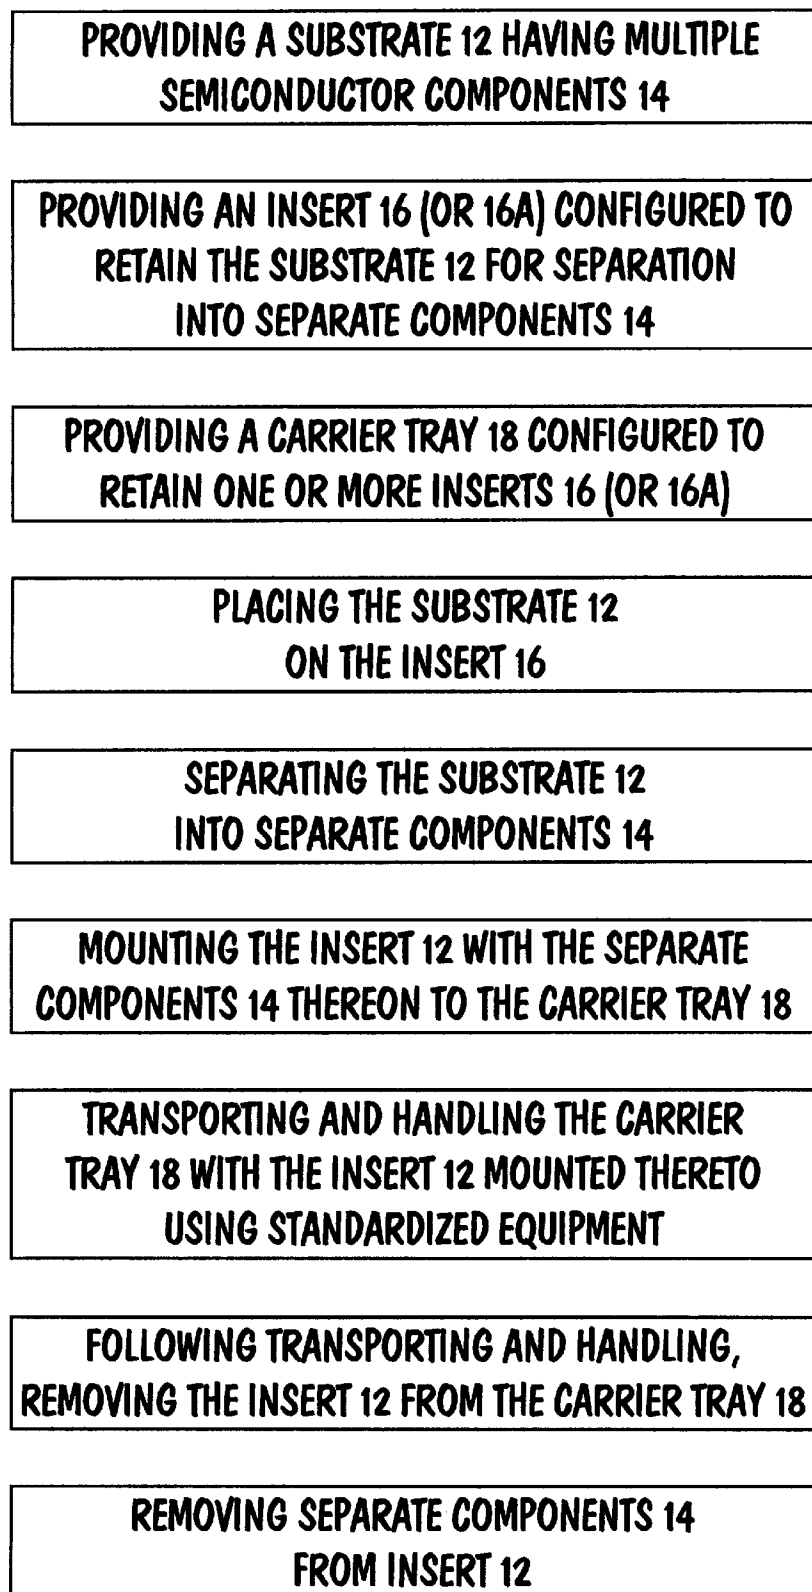 PROVIDING A SUBSTRATE 12 HAVING MULTIPLE
SEMICONDUCTOR COMPONENTS 14
PROVIDING AN INSERT 16 (OR 16A) CONFIGURED TO
RETAIN THE SUBSTRATE 12 FOR SEPARATION
INTO SEPARATE COMPONENTS 14
PROVIDING A CARRIER TRAY 18 CONFIGURED TO
RETAIN ONE OR MORE INSERTS 16 (OR 16A)
PLACING THE SUBSTRATE 12
ON THE INSERT 16
SEPARATING THE SUBSTRATE 12
INTO SEPARATE COMPONENTS 14
MOUNTING THE INSERT 12 WITH THE SEPARATE
COMPONENTS 14 THEREON TO THE CARRIER TRAY 18
TRANSPORTING AND HANDLING THE CARRIER
TRAY 18 WITH THE INSERT 12 MOUNTED THERETO
USING STANDARDIZED EQUIPMENT
FOLLOWING TRANSPORTING AND HANDLING,
REMOVING THE INSERT 12 FROM THE CARRIER TRAY 18
REMOVING SEPARATE COMPONENTS 14
FROM INSERT 12